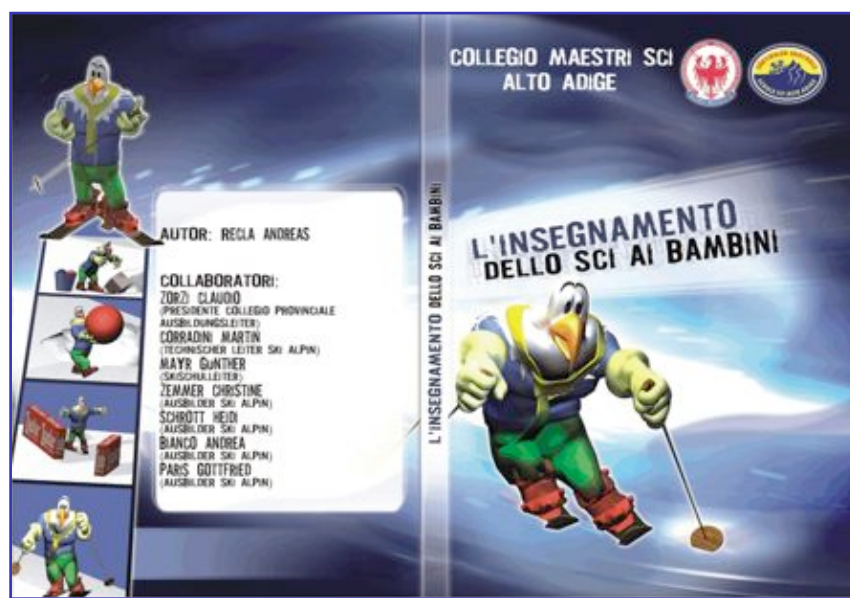 COLLEGIO MAESTRI SCI
ALTO ADIGE
L'INSEGNAMENTO
DELLO SCI AI BAMBINI
L'INSEGNAMENTO DELLO SCI AI BAMBINI
AUTOR: RECLA ANDREAS
COLLABORATORI:
ZORZI CLAUDIO
(PRESIDENTE COLLEGIO PROVINCIALE
AUSBILDUNGSLEITER)
CORRADINI MARTIN
(TECHNISCHER LEITER SKI ALPIN)
MAYR GUNTHER
(SKISCHULLEITER)
ZEMMER CHRISTINE
(AUSBILDER SKI ALPIN)
SCHROTT HEIDI
(AUSBILDER SKI ALPIN)
BIANCO ANDREA
(AUSBILDER SKI ALPIN)
PARIS GOTTFRIED
(AUSBILDER SKI ALPIN)